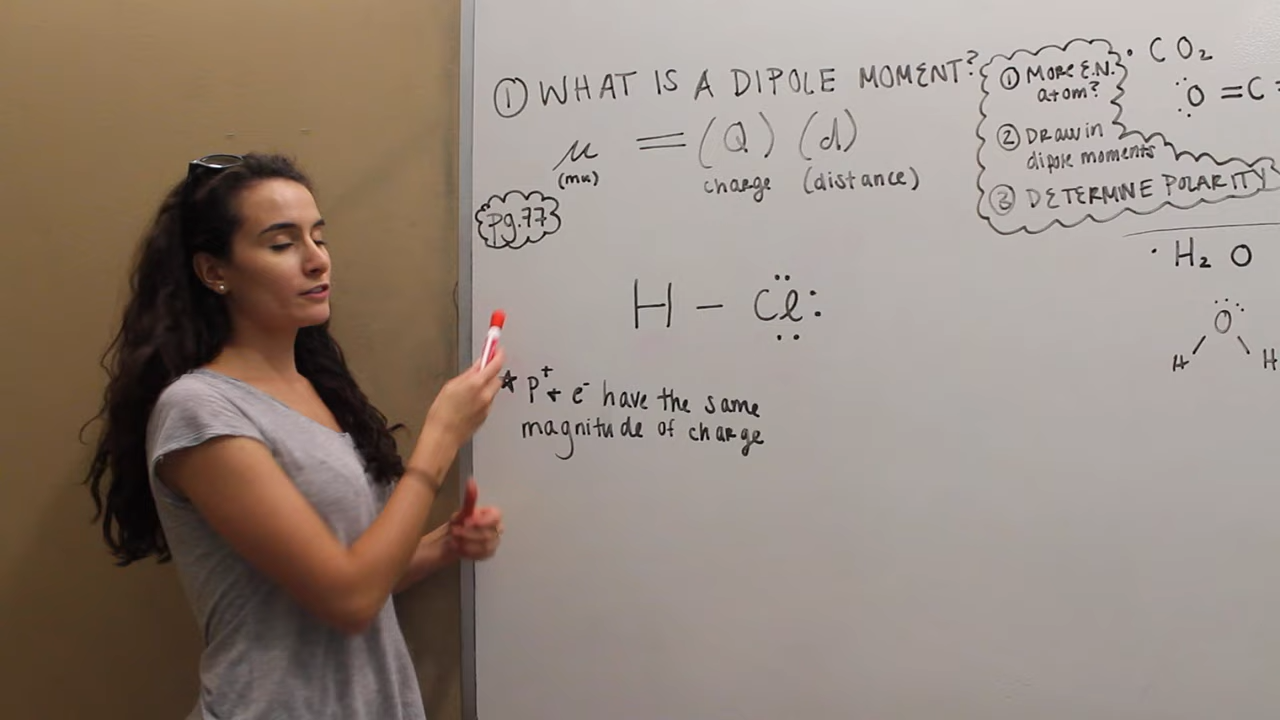 ① WHAT IS A DIPOLE MOMENT?
μ = (Q) (d)
(mu) charge (distance)
pg.77
H – Cl
★ p⁺ + e⁻ have the same
magnitude of charge
① More E.N.
atom?
② Draw in
dipole moments
③ DETERMINE POLARITY
• CO₂
O =C
• H₂O
O
H H